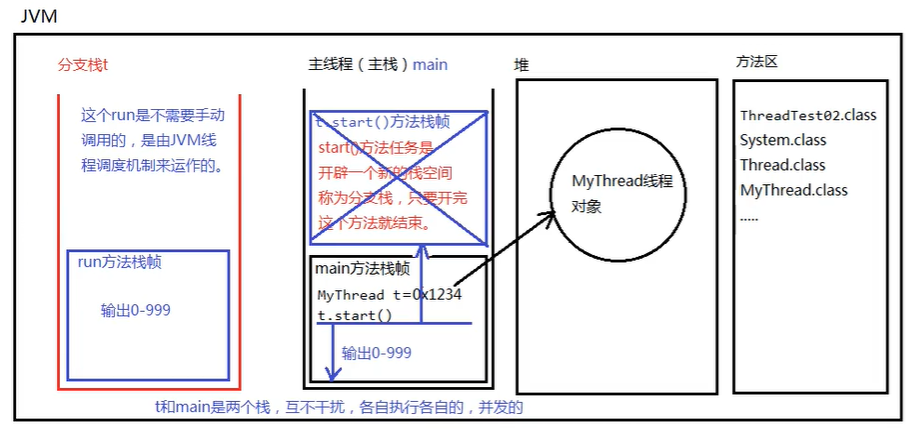 JVM
分支栈t
这个run是不需要手动
调用的，是由JVM线
程调度机制来运作的。
run方法栈帧
输出0-999
主线程（主栈）main
t.start()方法栈帧
start()方法任务是
开辟一个新的栈空间
称为分支栈，只要开完
这个方法就结束。
main方法栈帧
MyThread t=0x1234
t.start()
输出0-999
堆
MyThread线程
对象
方法区
ThreadTest02.class
System.class
Thread.class
MyThread.class
.....
t和main是两个栈，互不干扰，各自执行各自的，并发的